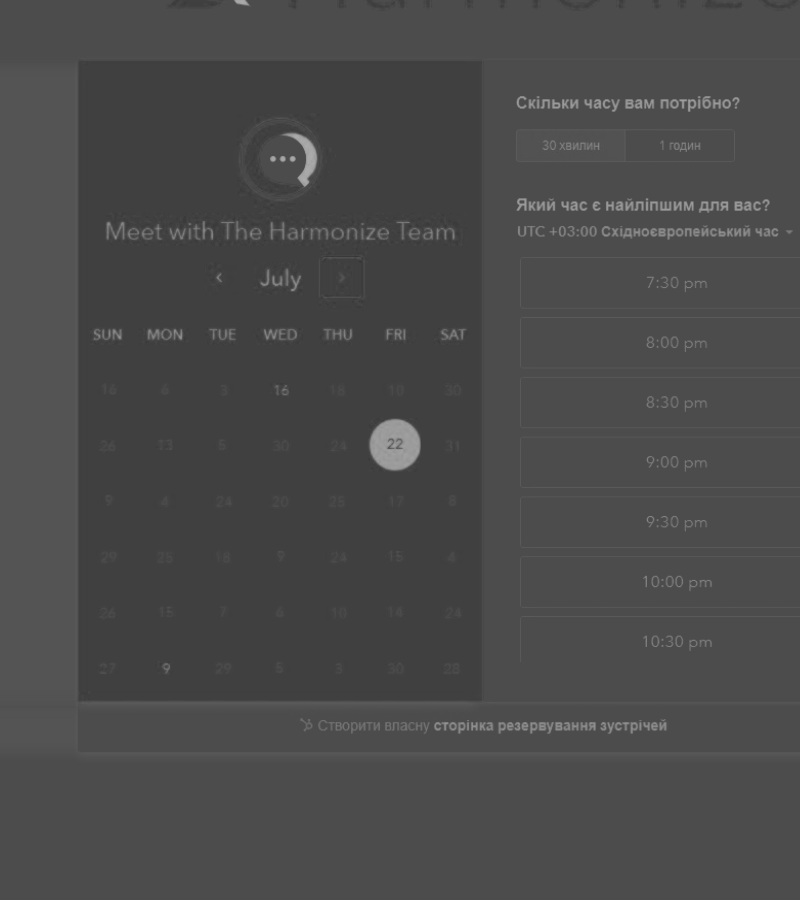 Harmonize
Meet with The Harmonize Team
July
SUN MON TUE WED THU FRI SAT
16 6 3 16 18 10 30
26 13 5 30 24 22 31
9 4 24 20 25 17 8
29 25 18 9 24 15 4
26 15 7 6 10 14 24
27 9 29 5 3 30 28
Скільки часу вам потрібно?
30 хвилин 1 годин
Який час є найліпшим для вас?
UTC +03:00 Східноєвропейський час
7:30 pm
8:00 pm
8:30 pm
9:00 pm
9:30 pm
10:00 pm
10:30 pm
Створити власну сторінка резервування зустрічей